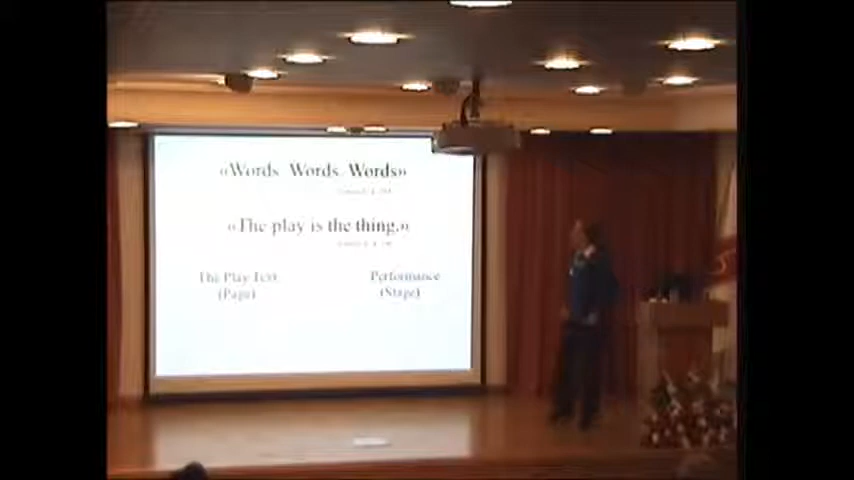 «Words. Words. Words»
«The play is the thing.»
The Play Text
(Page)
Performance
(Stage)